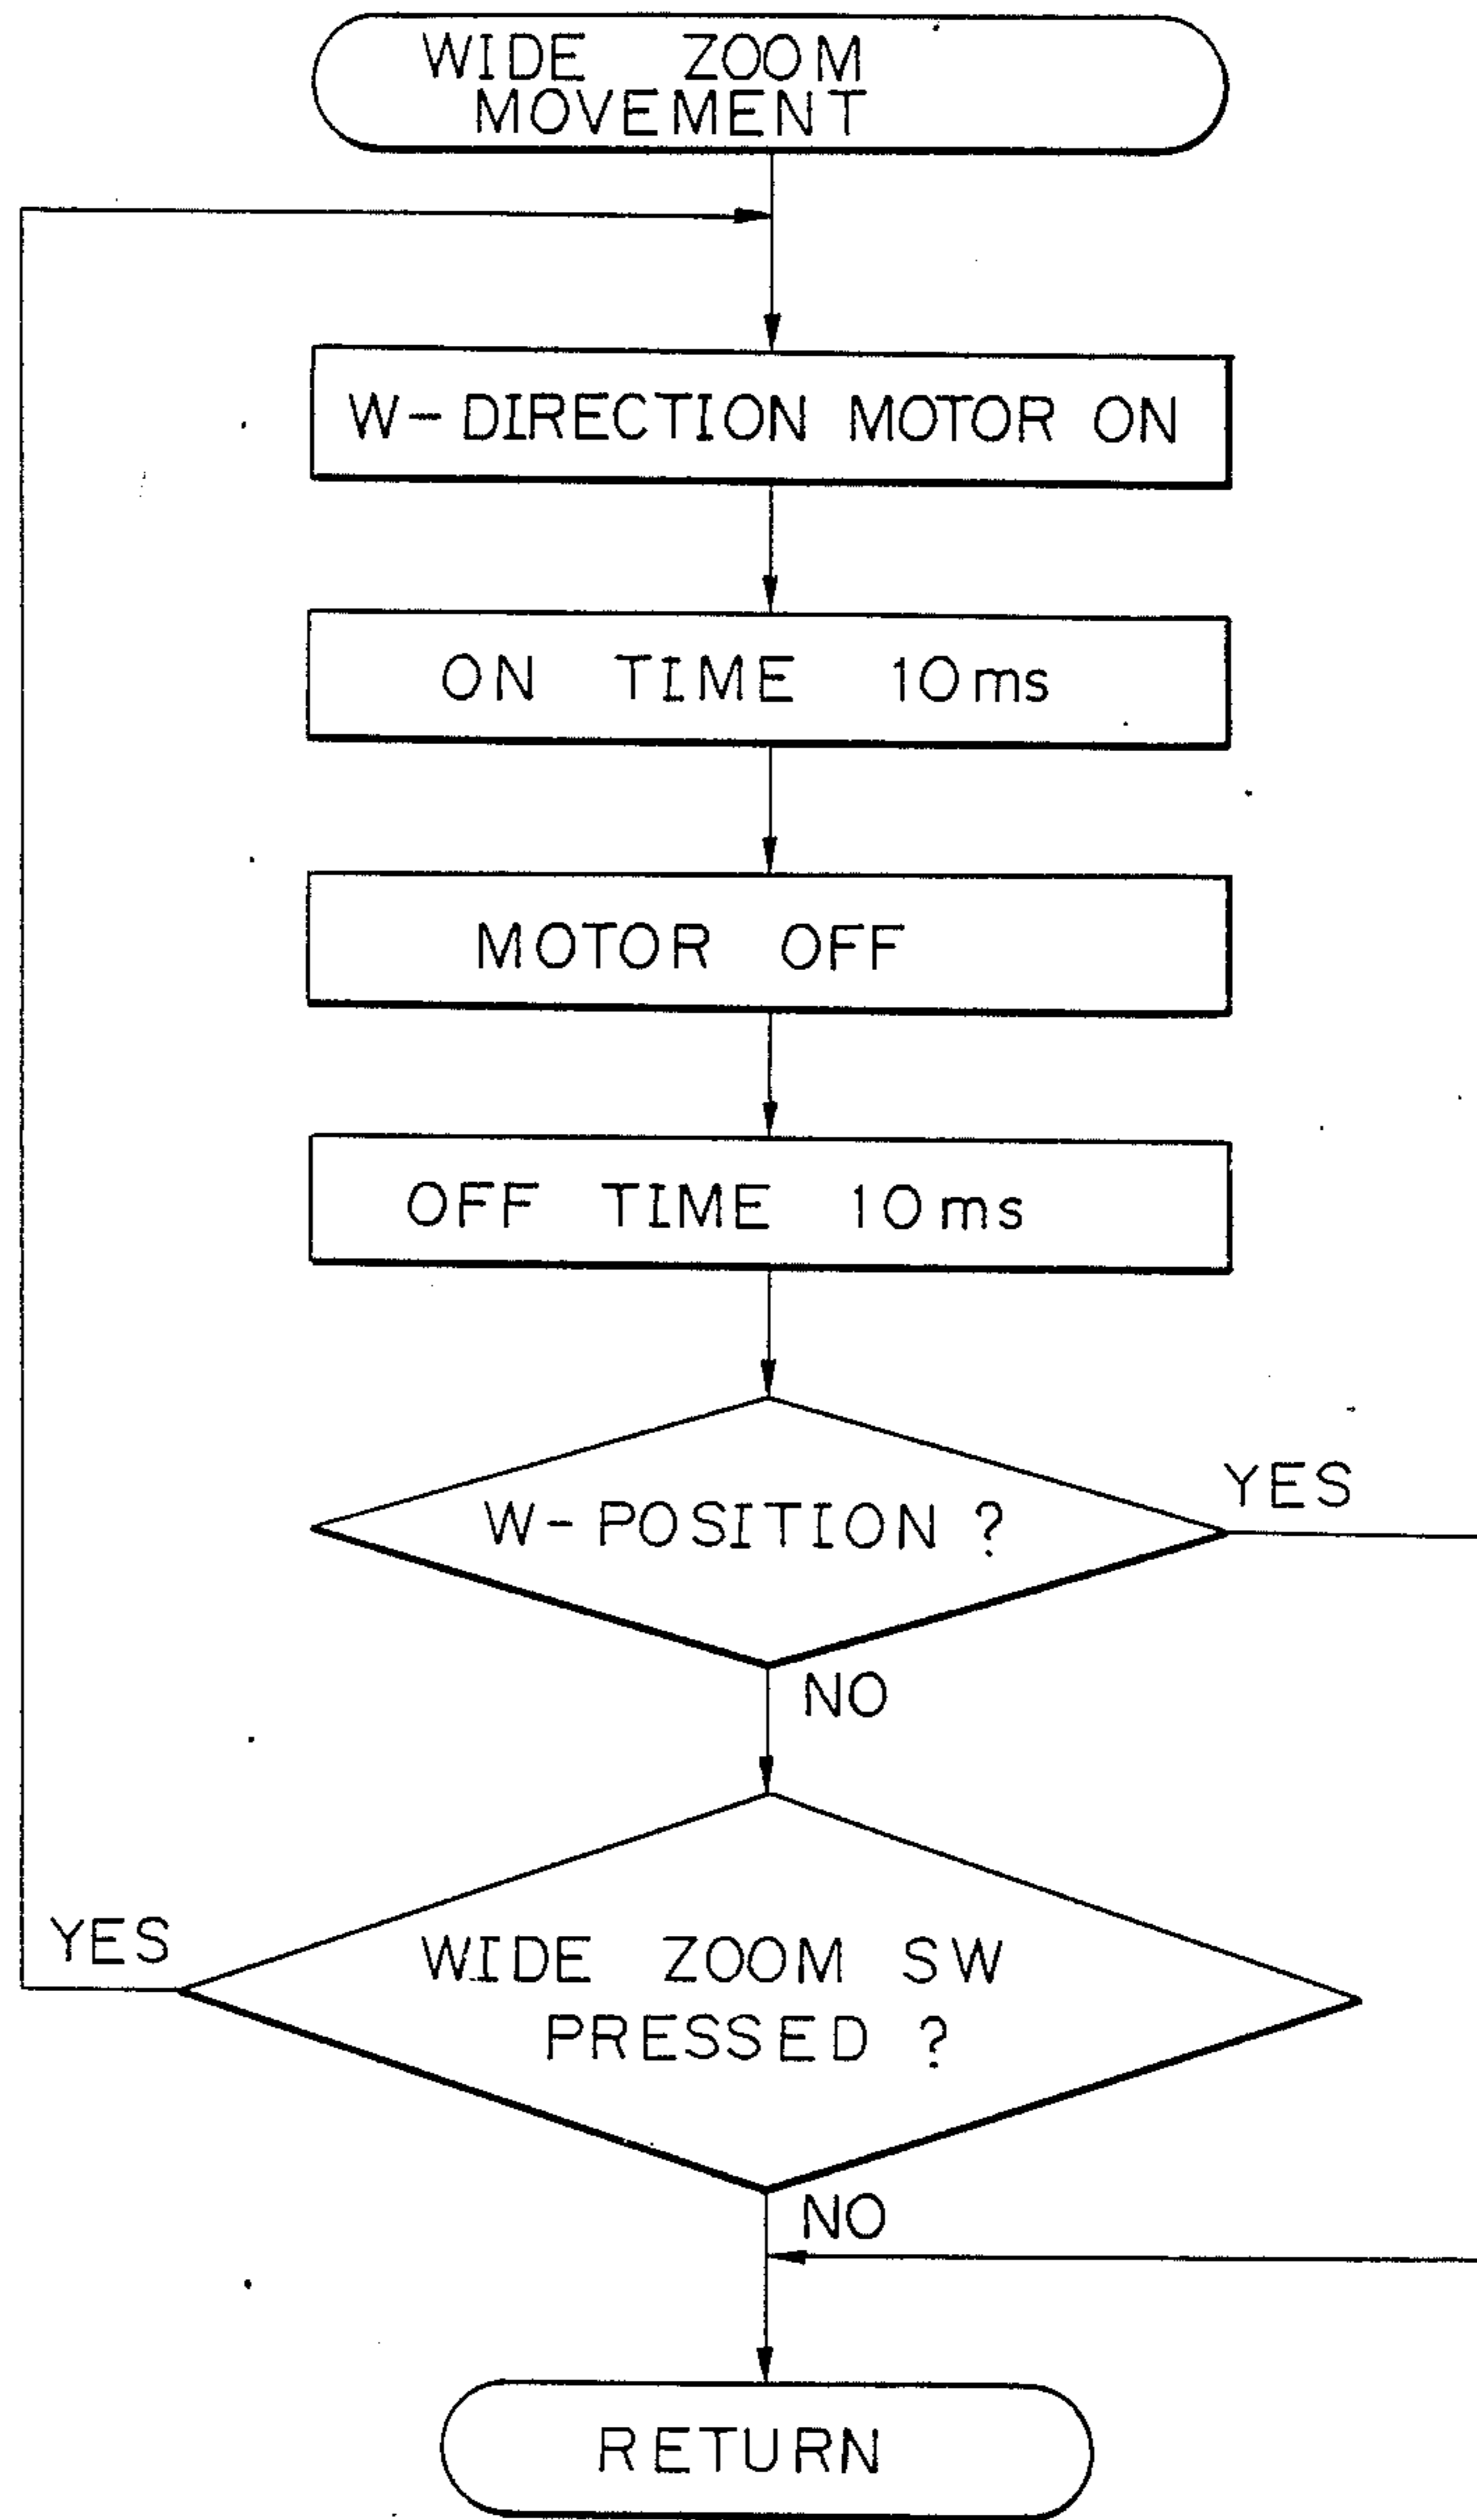 WIDE ZOOM
MOVEMENT
W-DIRECTION MOTOR ON
ON TIME 10ms
MOTOR OFF
OFF TIME 10ms
W-POSITION ?
YES
NO
YES
WIDE ZOOM SW
PRESSED ?
NO
RETURN